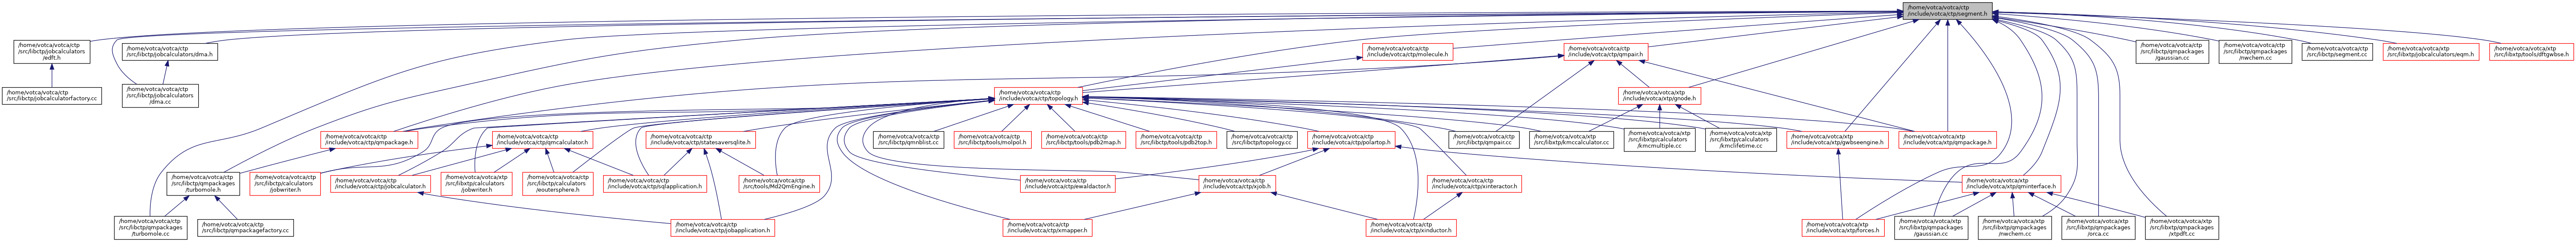 /home/votca/votca/ctp
/include/votca/ctp/segment.h
/home/votca/votca/ctp
/src/libctp/jobcalculators
/edft.h
/home/votca/votca/ctp
/src/libctp/jobcalculators/dma.h
/home/votca/votca/ctp
/include/votca/ctp/molecule.h
/home/votca/votca/ctp
/include/votca/ctp/qmpair.h
/home/votca/votca/ctp
/src/libctp/qmpackages
/gaussian.cc
/home/votca/votca/ctp
/src/libctp/qmpackages
/nwchem.cc
/home/votca/votca/ctp
/src/libctp/segment.cc
/home/votca/votca/xtp
/src/libxtp/jobcalculators/eqm.h
/home/votca/votca/xtp
/src/libxtp/tools/dftgwbse.h
/home/votca/votca/ctp
/src/libctp/jobcalculatorfactory.cc
/home/votca/votca/ctp
/src/libctp/jobcalculators
/dma.cc
/home/votca/votca/ctp
/include/votca/ctp/topology.h
/home/votca/votca/xtp
/include/votca/xtp/gnode.h
/home/votca/votca/ctp
/include/votca/ctp/qmpackage.h
/home/votca/votca/ctp
/include/votca/ctp/qmcalculator.h
/home/votca/votca/ctp
/include/votca/ctp/statesaversqlite.h
/home/votca/votca/ctp
/src/libctp/qmnblist.cc
/home/votca/votca/ctp
/src/libctp/tools/molpol.h
/home/votca/votca/ctp
/src/libctp/tools/pdb2map.h
/home/votca/votca/ctp
/src/libctp/tools/pdb2top.h
/home/votca/votca/ctp
/src/libctp/topology.cc
/home/votca/votca/ctp
/include/votca/ctp/polartop.h
/home/votca/votca/ctp
/src/libctp/qmpair.cc
/home/votca/votca/xtp
/src/libxtp/kmccalculator.cc
/home/votca/votca/xtp
/src/libxtp/calculators
/kmcmultiple.cc
/home/votca/votca/xtp
/src/libxtp/calculators
/kmclifetime.cc
/home/votca/votca/xtp
/include/votca/xtp/gwbseengine.h
/home/votca/votca/xtp
/include/votca/xtp/qmpackage.h
/home/votca/votca/ctp
/src/libctp/qmpackages
/turbomole.h
/home/votca/votca/ctp
/src/libctp/calculators
/jobwriter.h
/home/votca/votca/ctp
/include/votca/ctp/jobcalculator.h
/home/votca/votca/xtp
/src/libxtp/calculators
/jobwriter.h
/home/votca/votca/ctp
/src/libctp/calculators
/eoutersphere.h
/home/votca/votca/ctp
/include/votca/ctp/sqlapplication.h
/home/votca/votca/ctp
/src/tools/Md2QmEngine.h
/home/votca/votca/ctp
/include/votca/ctp/ewaldactor.h
/home/votca/votca/ctp
/include/votca/ctp/xjob.h
/home/votca/votca/ctp
/include/votca/ctp/xinteractor.h
/home/votca/votca/xtp
/include/votca/xtp/qminterface.h
/home/votca/votca/ctp
/src/libctp/qmpackages
/turbomole.cc
/home/votca/votca/ctp
/src/libctp/qmpackagefactory.cc
/home/votca/votca/ctp
/include/votca/ctp/jobapplication.h
/home/votca/votca/ctp
/include/votca/ctp/xmapper.h
/home/votca/votca/ctp
/include/votca/ctp/xinductor.h
/home/votca/votca/xtp
/include/votca/xtp/forces.h
/home/votca/votca/xtp
/src/libxtp/qmpackages
/gaussian.cc
/home/votca/votca/xtp
/src/libxtp/qmpackages
/nwchem.cc
/home/votca/votca/xtp
/src/libxtp/qmpackages
/orca.cc
/home/votca/votca/xtp
/src/libxtp/qmpackages
/xtpdft.cc